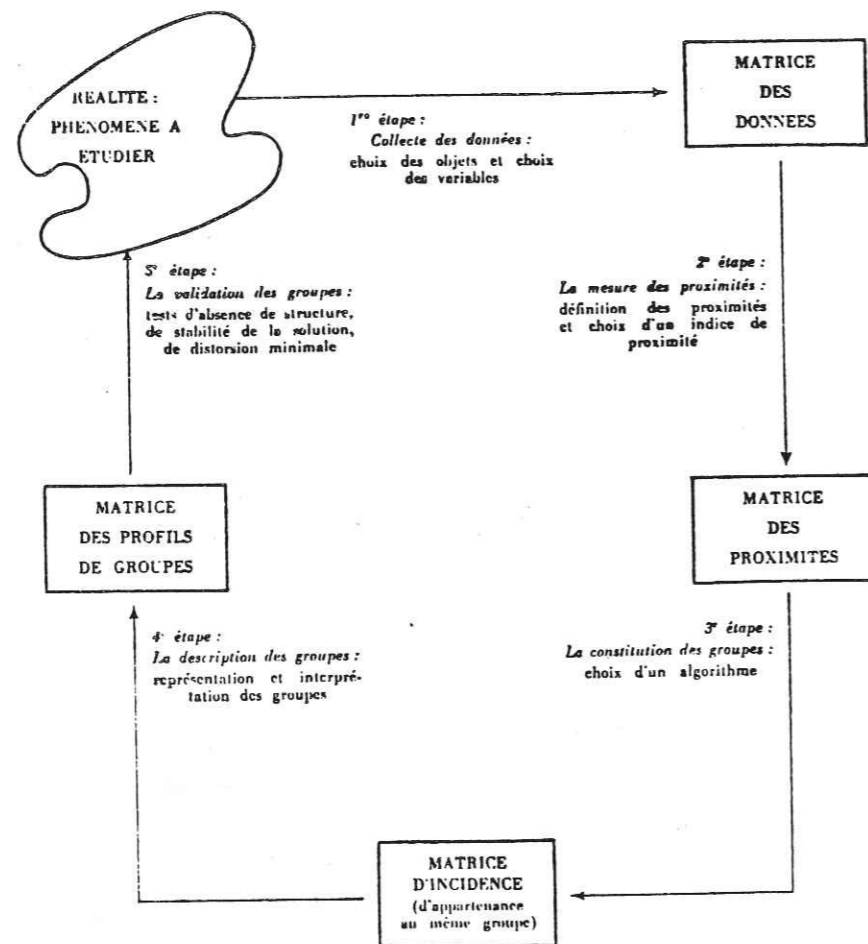 REALITE :
PHENOMENE A
ETUDIER
MATRICE
DES
DONNEES
1re étape :
Collecte des données :
choix des objets et choix
des variables
2e étape :
La mesure des proximités :
définition des proximités
et choix d'un indice de
proximité
MATRICE
DES
PROXIMITES
3e étape :
La constitution des groupes :
choix d'un algorithme
MATRICE
D'INCIDENCE
(d'appartenance
au même groupe)
4e étape :
La description des groupes :
représentation et interpré-
tation des groupes
MATRICE
DES PROFILS
DE GROUPES
5e étape :
La validation des groupes :
tests d'absence de structure,
de stabilité de la solution,
de distorsion minimale